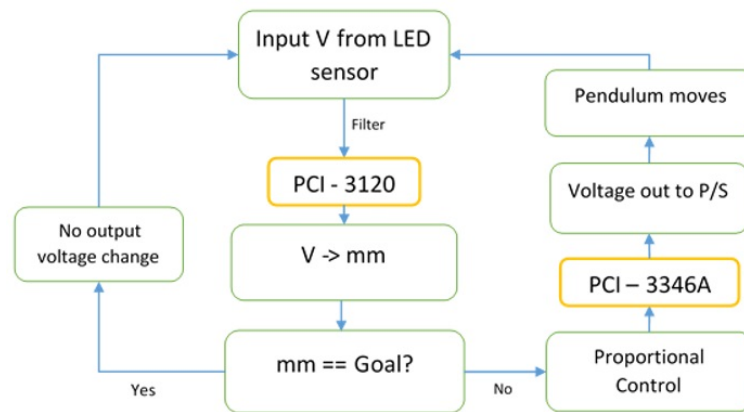 Input V from LED
sensor
Filter
PCI - 3120
V -> mm
mm == Goal?
Yes
No output
voltage change
No
Proportional
Control
PCI – 3346A
Voltage out to P/S
Pendulum moves